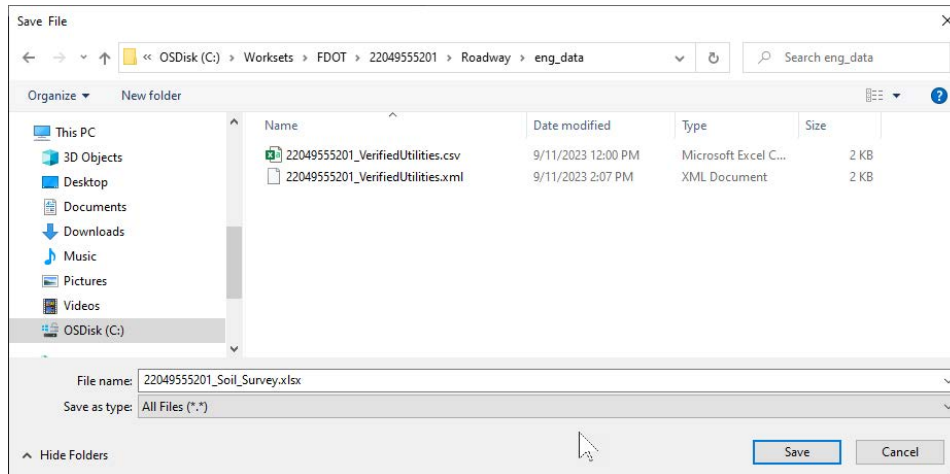 Save File
« OSDisk (C:) › Worksets › FDOT › 22049555201 › Roadway › eng_data
Search eng_data
Organize
New folder
This PC
3D Objects
Desktop
Documents
Downloads
Music
Pictures
Videos
OSDisk (C:)
Name Date modified Type Size
22049555201_VerifiedUtilities.csv 9/11/2023 12:00 PM Microsoft Excel C... 2 KB
22049555201_VerifiedUtilities.xml 9/11/2023 2:07 PM XML Document 2 KB
File name: 22049555201_Soil_Survey.xlsx
Save as type: All Files (*.*)
Hide Folders
Save
Cancel